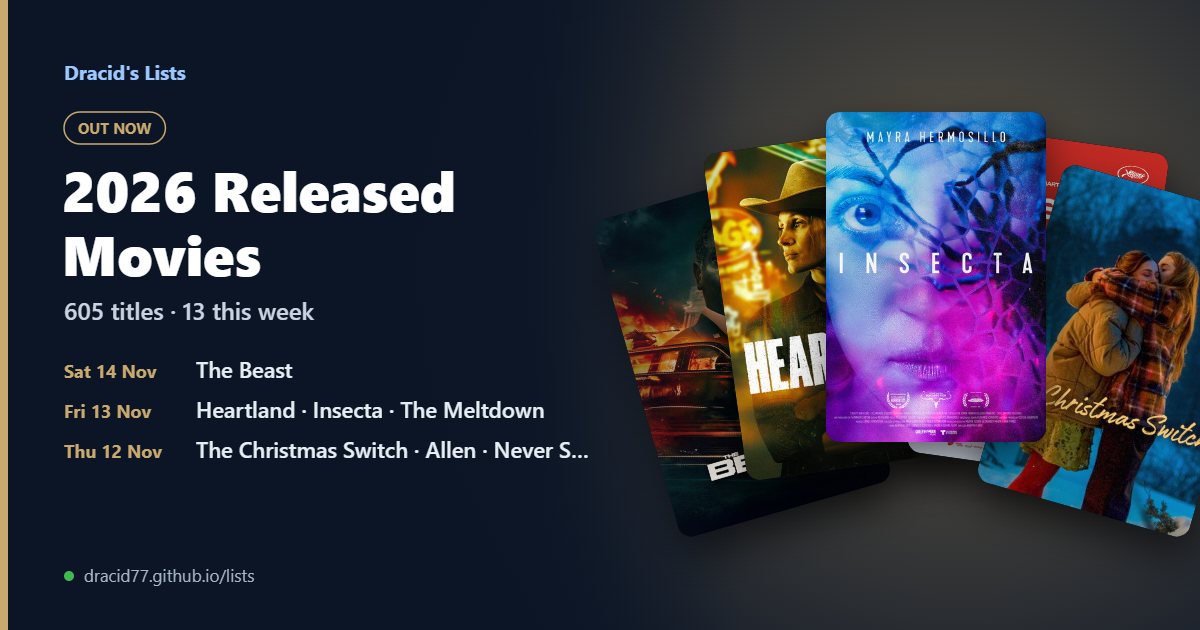 Dracid's Lists
OUT NOW
2026 Released
Movies
605 titles · 13 this week
Sat 14 Nov The Beast
Fri 13 Nov Heartland · Insecta · The Meltdown
Thu 12 Nov The Christmas Switch · Allen · Never S...
dracid77.github.io/lists
THE
BE
HEAR
MAYRA HERMOSILLO
INSECTA
Christmas Switch